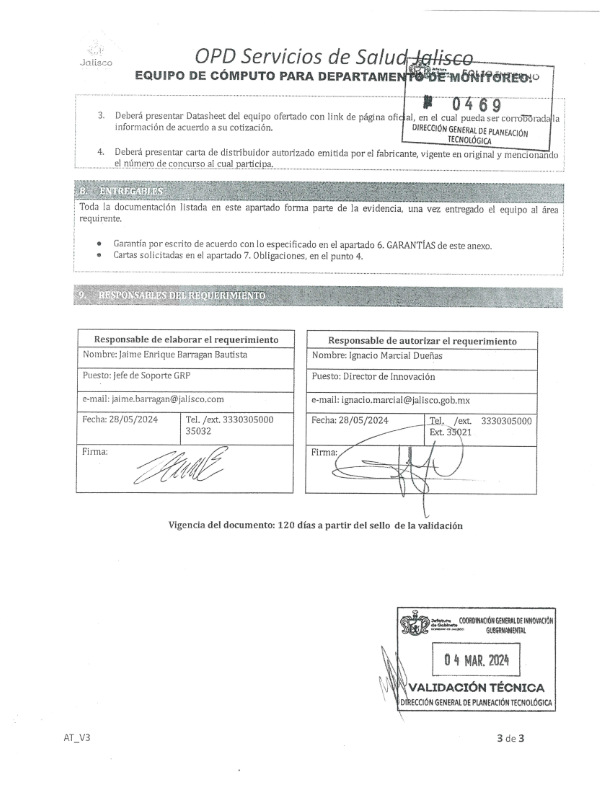 Jalisco
OPD Servicios de Salud Jalisco
EQUIPO DE CÓMPUTO PARA DEPARTAMENTO DE MONITOREO.
0469
DIRECCIÓN GENERAL DE PLANEACIÓN
TECNOLÓGICA
3. Deberá presentar Datasheet del equipo ofertado con link de página oficial, en el cual pueda ser corroborada la
información de acuerdo a su cotización.
4. Deberá presentar carta de distribuidor autorizado emitida por el fabricante, vigente en original y mencionando
el número de concurso al cual participa.
8. ENTREGABLES
Toda la documentación listada en este apartado forma parte de la evidencia, una vez entregado el equipo al área
requirente.
• Garantía por escrito de acuerdo con lo especificado en el apartado 6. GARANTÍAS de este anexo.
• Cartas solicitadas en el apartado 7. Obligaciones, en el punto 4.
9. RESPONSABLES DEL REQUERIMIENTO
Responsable de elaborar el requerimiento
Nombre: Jaime Enrique Barragan Bautista
Puesto: Jefe de Soporte GRP
e-mail: jaime.barragan@jalisco.com
Fecha: 28/05/2024 Tel. /ext. 3330305000
35032
Firma:
Responsable de autorizar el requerimiento
Nombre: Ignacio Marcial Dueñas
Puesto: Director de Innovación
e-mail: ignacio.marcial@jalisco.gob.mx
Fecha: 28/05/2024 Tel. /ext. 3330305000
Ext. 35021
Firma:
Vigencia del documento: 120 días a partir del sello de la validación
Jefatura
de Gabinete
COORDINACIÓN GENERAL DE INNOVACIÓN
GUBERNAMENTAL
04 MAR. 2024
VALIDACIÓN TÉCNICA
DIRECCIÓN GENERAL DE PLANEACIÓN TECNOLÓGICA
AT_V3
3 de 3